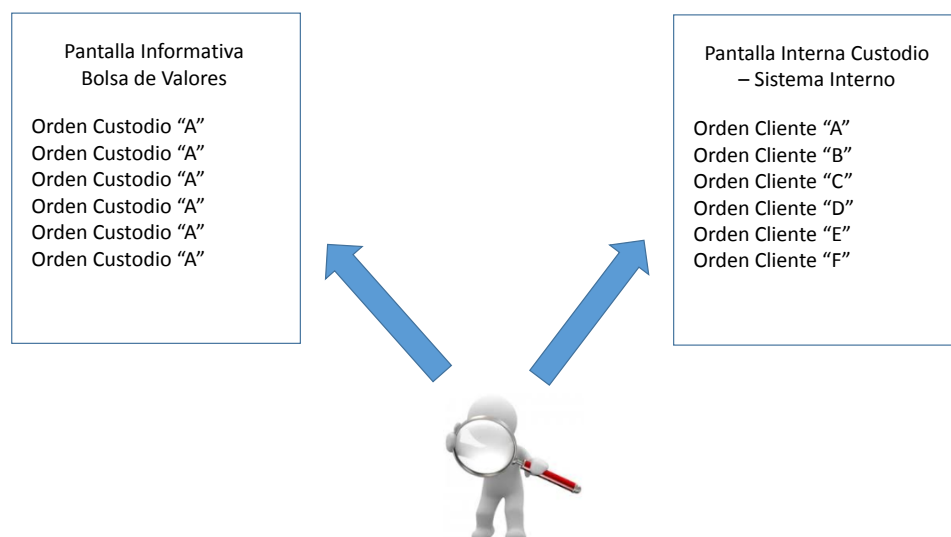 Pantalla Informativa
Bolsa de Valores
Orden Custodio “A”
Orden Custodio “A”
Orden Custodio “A”
Orden Custodio “A”
Orden Custodio “A”
Orden Custodio “A”
Pantalla Interna Custodio
– Sistema Interno
Orden Cliente “A”
Orden Cliente “B”
Orden Cliente “C”
Orden Cliente “D”
Orden Cliente “E”
Orden Cliente “F”